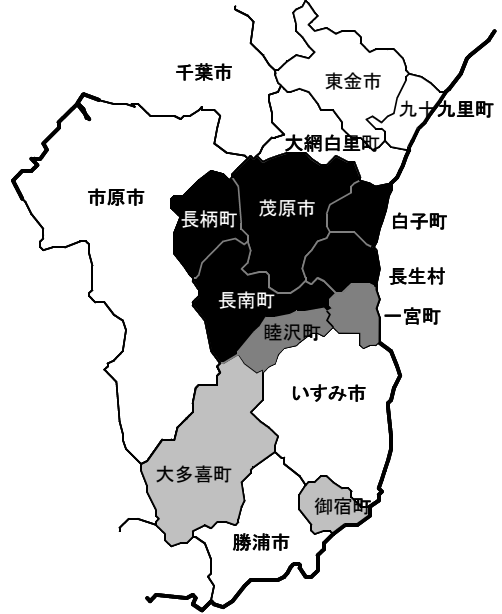 千葉市
東金市
九十九里町
大網白里町
市原市
長柄町
茂原市
白子町
長生村
長南町
一宮町
睦沢町
いすみ市
大多喜町
御宿町
勝浦市